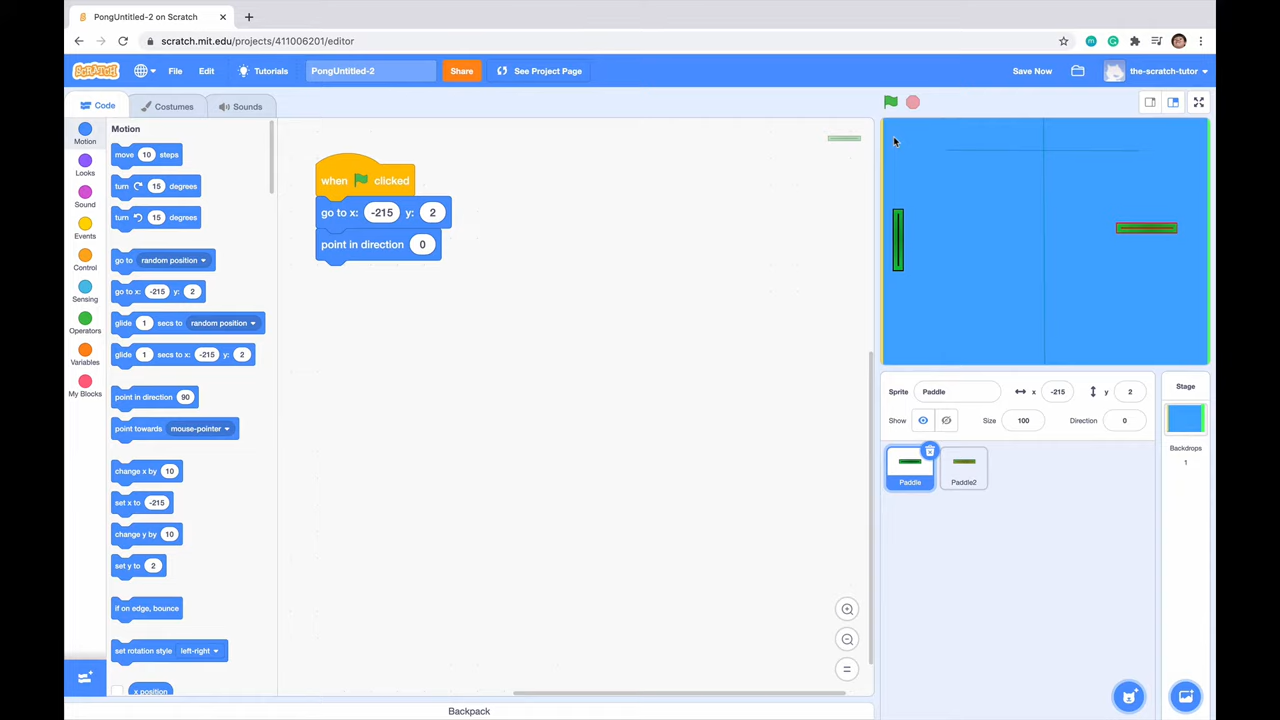 PongUntitled-2 on Scratch
scratch.mit.edu/projects/411006201/editor
SCRATCH
File
Edit
Tutorials
PongUntitled-2
Share
See Project Page
Save Now
the-scratch-tutor
Code
Costumes
Sounds
Motion
Looks
Sound
Events
Control
Sensing
Operators
Variables
My Blocks
Motion
move 10 steps
turn 15 degrees
turn 15 degrees
go to random position
go to x: -215 y: 2
glide 1 secs to random position
glide 1 secs to x: -215 y: 2
point in direction 90
point towards mouse-pointer
change x by 10
set x to -215
change y by 10
set y to 2
if on edge, bounce
set rotation style left-right
x position
when clicked
go to x: -215 y: 2
point in direction 0
Backpack
Sprite Paddle x -215 y 2
Show Size 100 Direction 0
Paddle
Paddle2
Stage
Backdrops
1